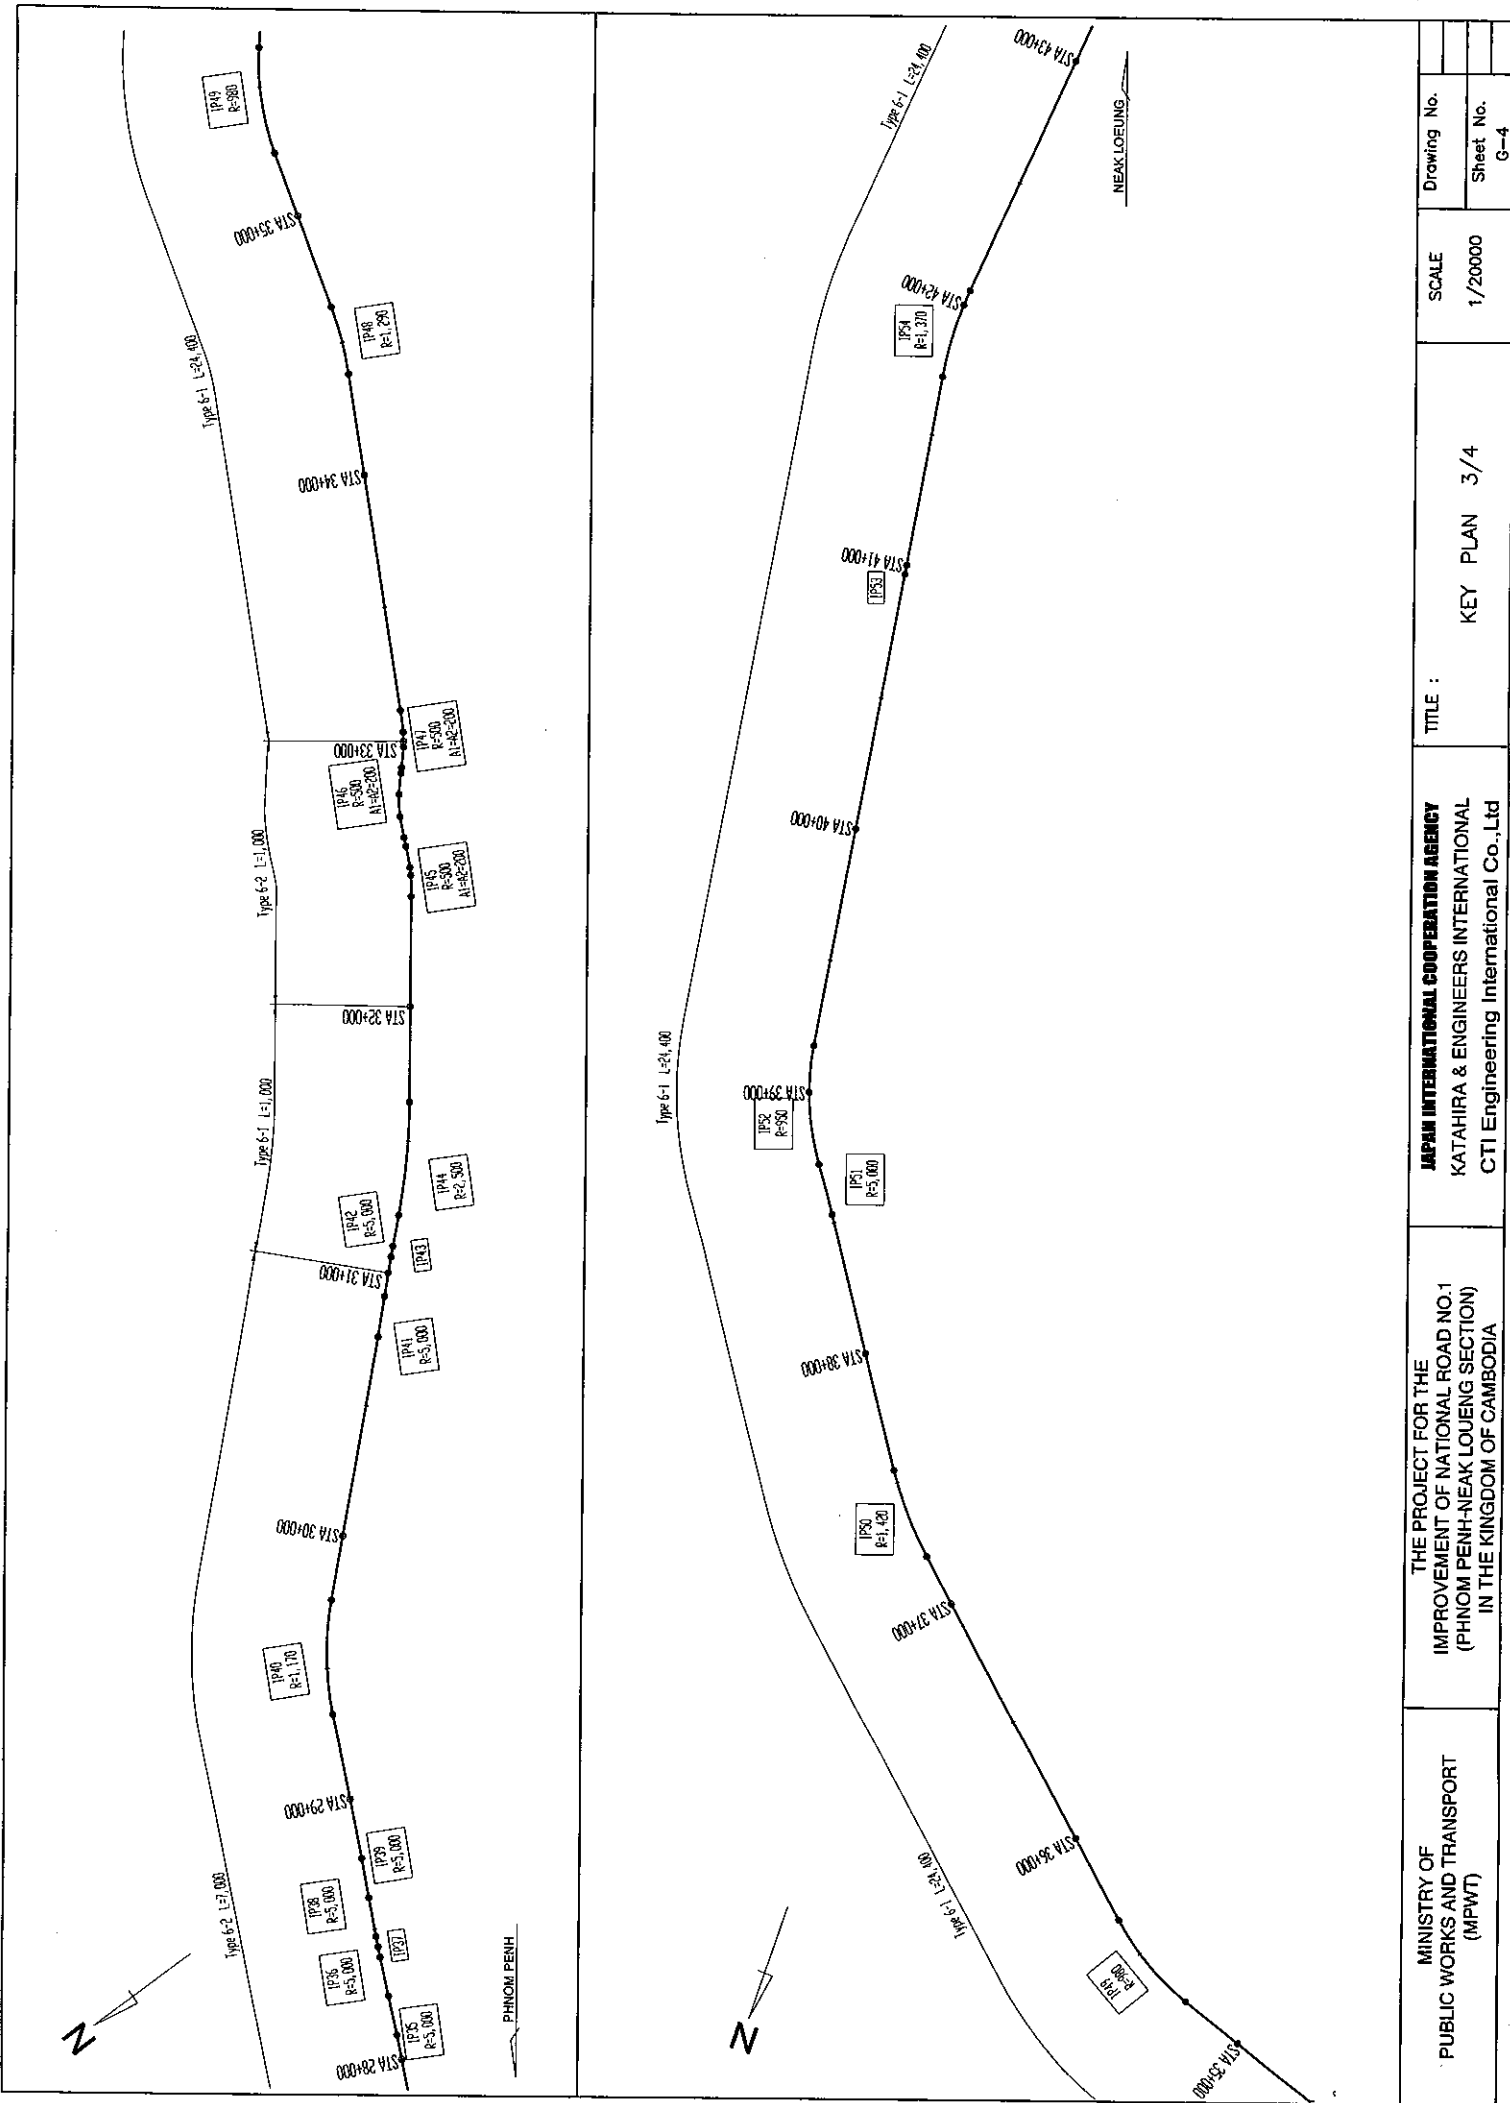 N
PHNOM PENH
Type 6-2 L=7,000
Type 6-1 L=1,000
Type 6-2 L=1,000
Type 6-1 L=24,400
STA 28+000
IP35
R=5,000
IP36
R=5,000
IP37
IP38
R=5,000
IP39
R=5,000
STA 29+000
IP40
R=1,170
STA 30+000
IP41
R=5,000
STA 31+000
IP42
R=5,000
IP43
IP44
R=2,500
STA 32+000
IP45
R=500
A1=A2=200
IP46
R=500
A1=A2=200
STA 33+000
IP47
R=500
A1=A2=200
STA 34+000
IP48
R=1,290
STA 35+000
IP49
R=980
N
Type 6-1 L=24,400
Type 6-1 L=24,400
Type 6-1 L=24,400
STA 35+000
IP49
R=980
STA 36+000
STA 37+000
IP50
R=1,420
STA 38+000
IP51
R=5,000
IP52
R=950
STA 39+000
STA 40+000
IP53
STA 41+000
IP54
R=1,370
STA 42+000
STA 43+000
NEAK LOEUNG
MINISTRY OF
PUBLIC WORKS AND TRANSPORT
(MPWT)
THE PROJECT FOR THE
IMPROVEMENT OF NATIONAL ROAD NO.1
(PHNOM PENH-NEAK LOUENG SECTION)
IN THE KINGDOM OF CAMBODIA
JAPAN INTERNATIONAL COOPERATION AGENCY
KATAHIRA & ENGINEERS INTERNATIONAL
CTI Engineering International Co.,Ltd
TITLE :
KEY PLAN 3/4
SCALE
1/20000
Drawing No.
Sheet No.
G-4